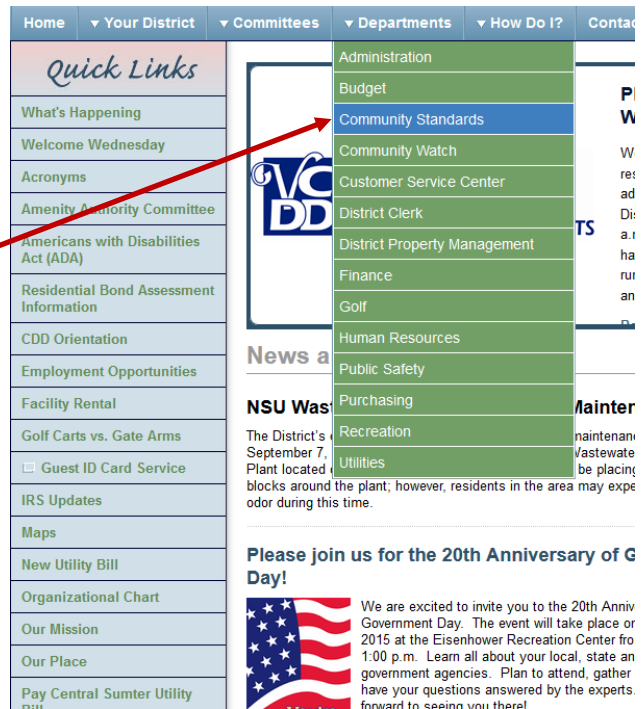 Home
Your District
Committees
Departments
How Do I?
Quick Links
What's Happening
Welcome Wednesday
Acronyms
Amenity Authority Committee
Americans with Disabilities
Act (ADA)
Residential Bond Assessment
Information
CDD Orientation
Employment Opportunities
Facility Rental
Golf Carts vs. Gate Arms
Guest ID Card Service
IRS Updates
Maps
New Utility Bill
Organizational Chart
Our Mission
Our Place
Pay Central Sumter Utility
Administration
Budget
Community Standards
Community Watch
Customer Service Center
District Clerk
District Property Management
Finance
Golf
Human Resources
Public Safety
Purchasing
Recreation
Utilities
VC
DD
TS
News a
NSU Was
The District's
September 7,
Plant located be placing
blocks around the plant; however, residents in the area may expe
odor during this time.
Please join us for the 20th Anniversary of G
Day!
We are excited to invite you to the 20th Anniv
Government Day. The event will take place on
2015 at the Eisenhower Recreation Center fro
1:00 p.m. Learn all about your local, state an
government agencies. Plan to attend, gather
have your questions answered by the experts.
forward to seeing you there!